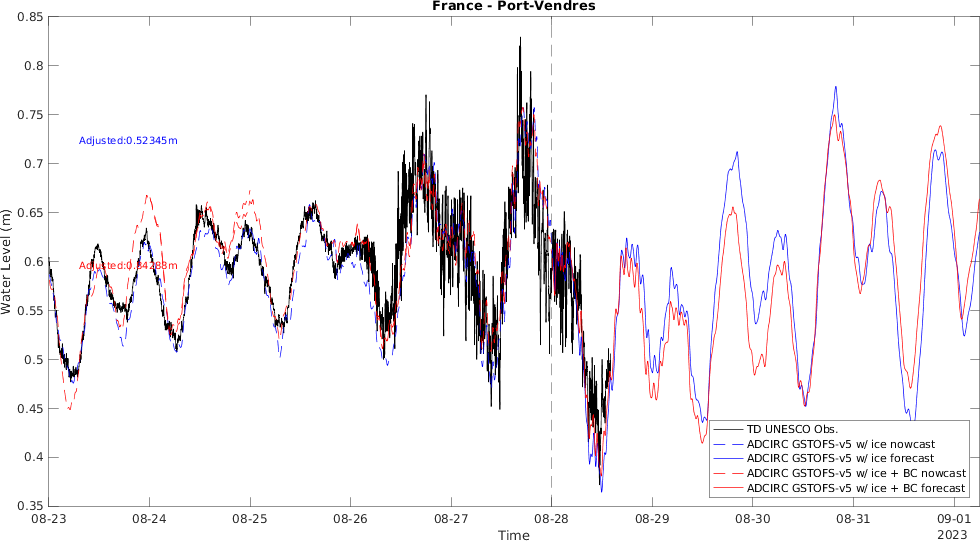 France - Port-Vendres
0.85
0.8
0.75
0.7
0.65
0.6
0.55
0.5
0.45
0.4
0.35
Water Level (m)
Adjusted:0.52345m
Adjusted:0.34288m
TD UNESCO Obs.
ADCIRC GSTOFS-v5 w/ ice nowcast
ADCIRC GSTOFS-v5 w/ ice forecast
ADCIRC GSTOFS-v5 w/ ice + BC nowcast
ADCIRC GSTOFS-v5 w/ ice + BC forecast
08-23 08-24 08-25 08-26 08-27 08-28 08-29 08-30 08-31 09-01
2023
Time